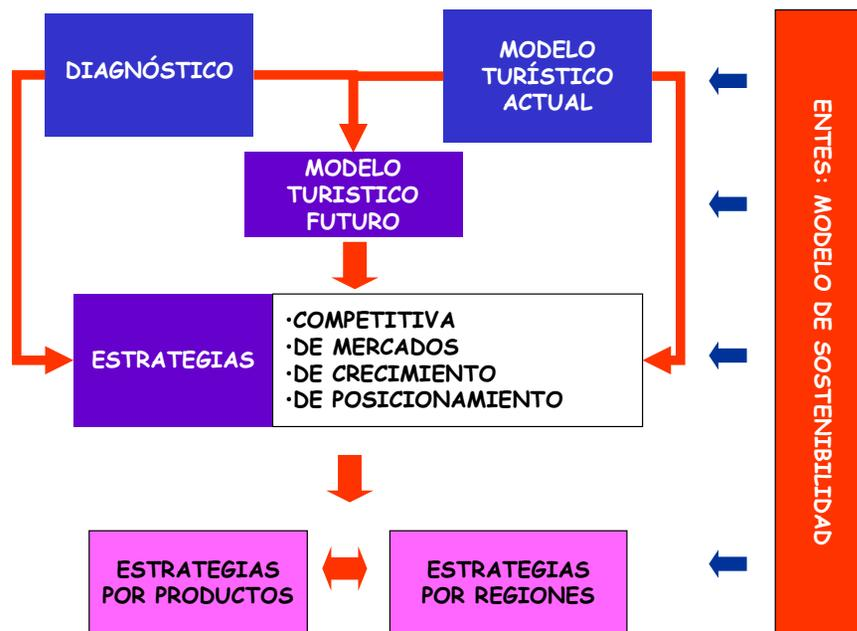 DIAGNÓSTICO
MODELO
TURÍSTICO
ACTUAL
MODELO
TURISTICO
FUTURO
ESTRATEGIAS
·COMPETITIVA
·DE MERCADOS
·DE CRECIMIENTO
·DE POSICIONAMIENTO
ESTRATEGIAS
POR PRODUCTOS
ESTRATEGIAS
POR REGIONES
ENTES: MODELO DE SOSTENIBILIDAD